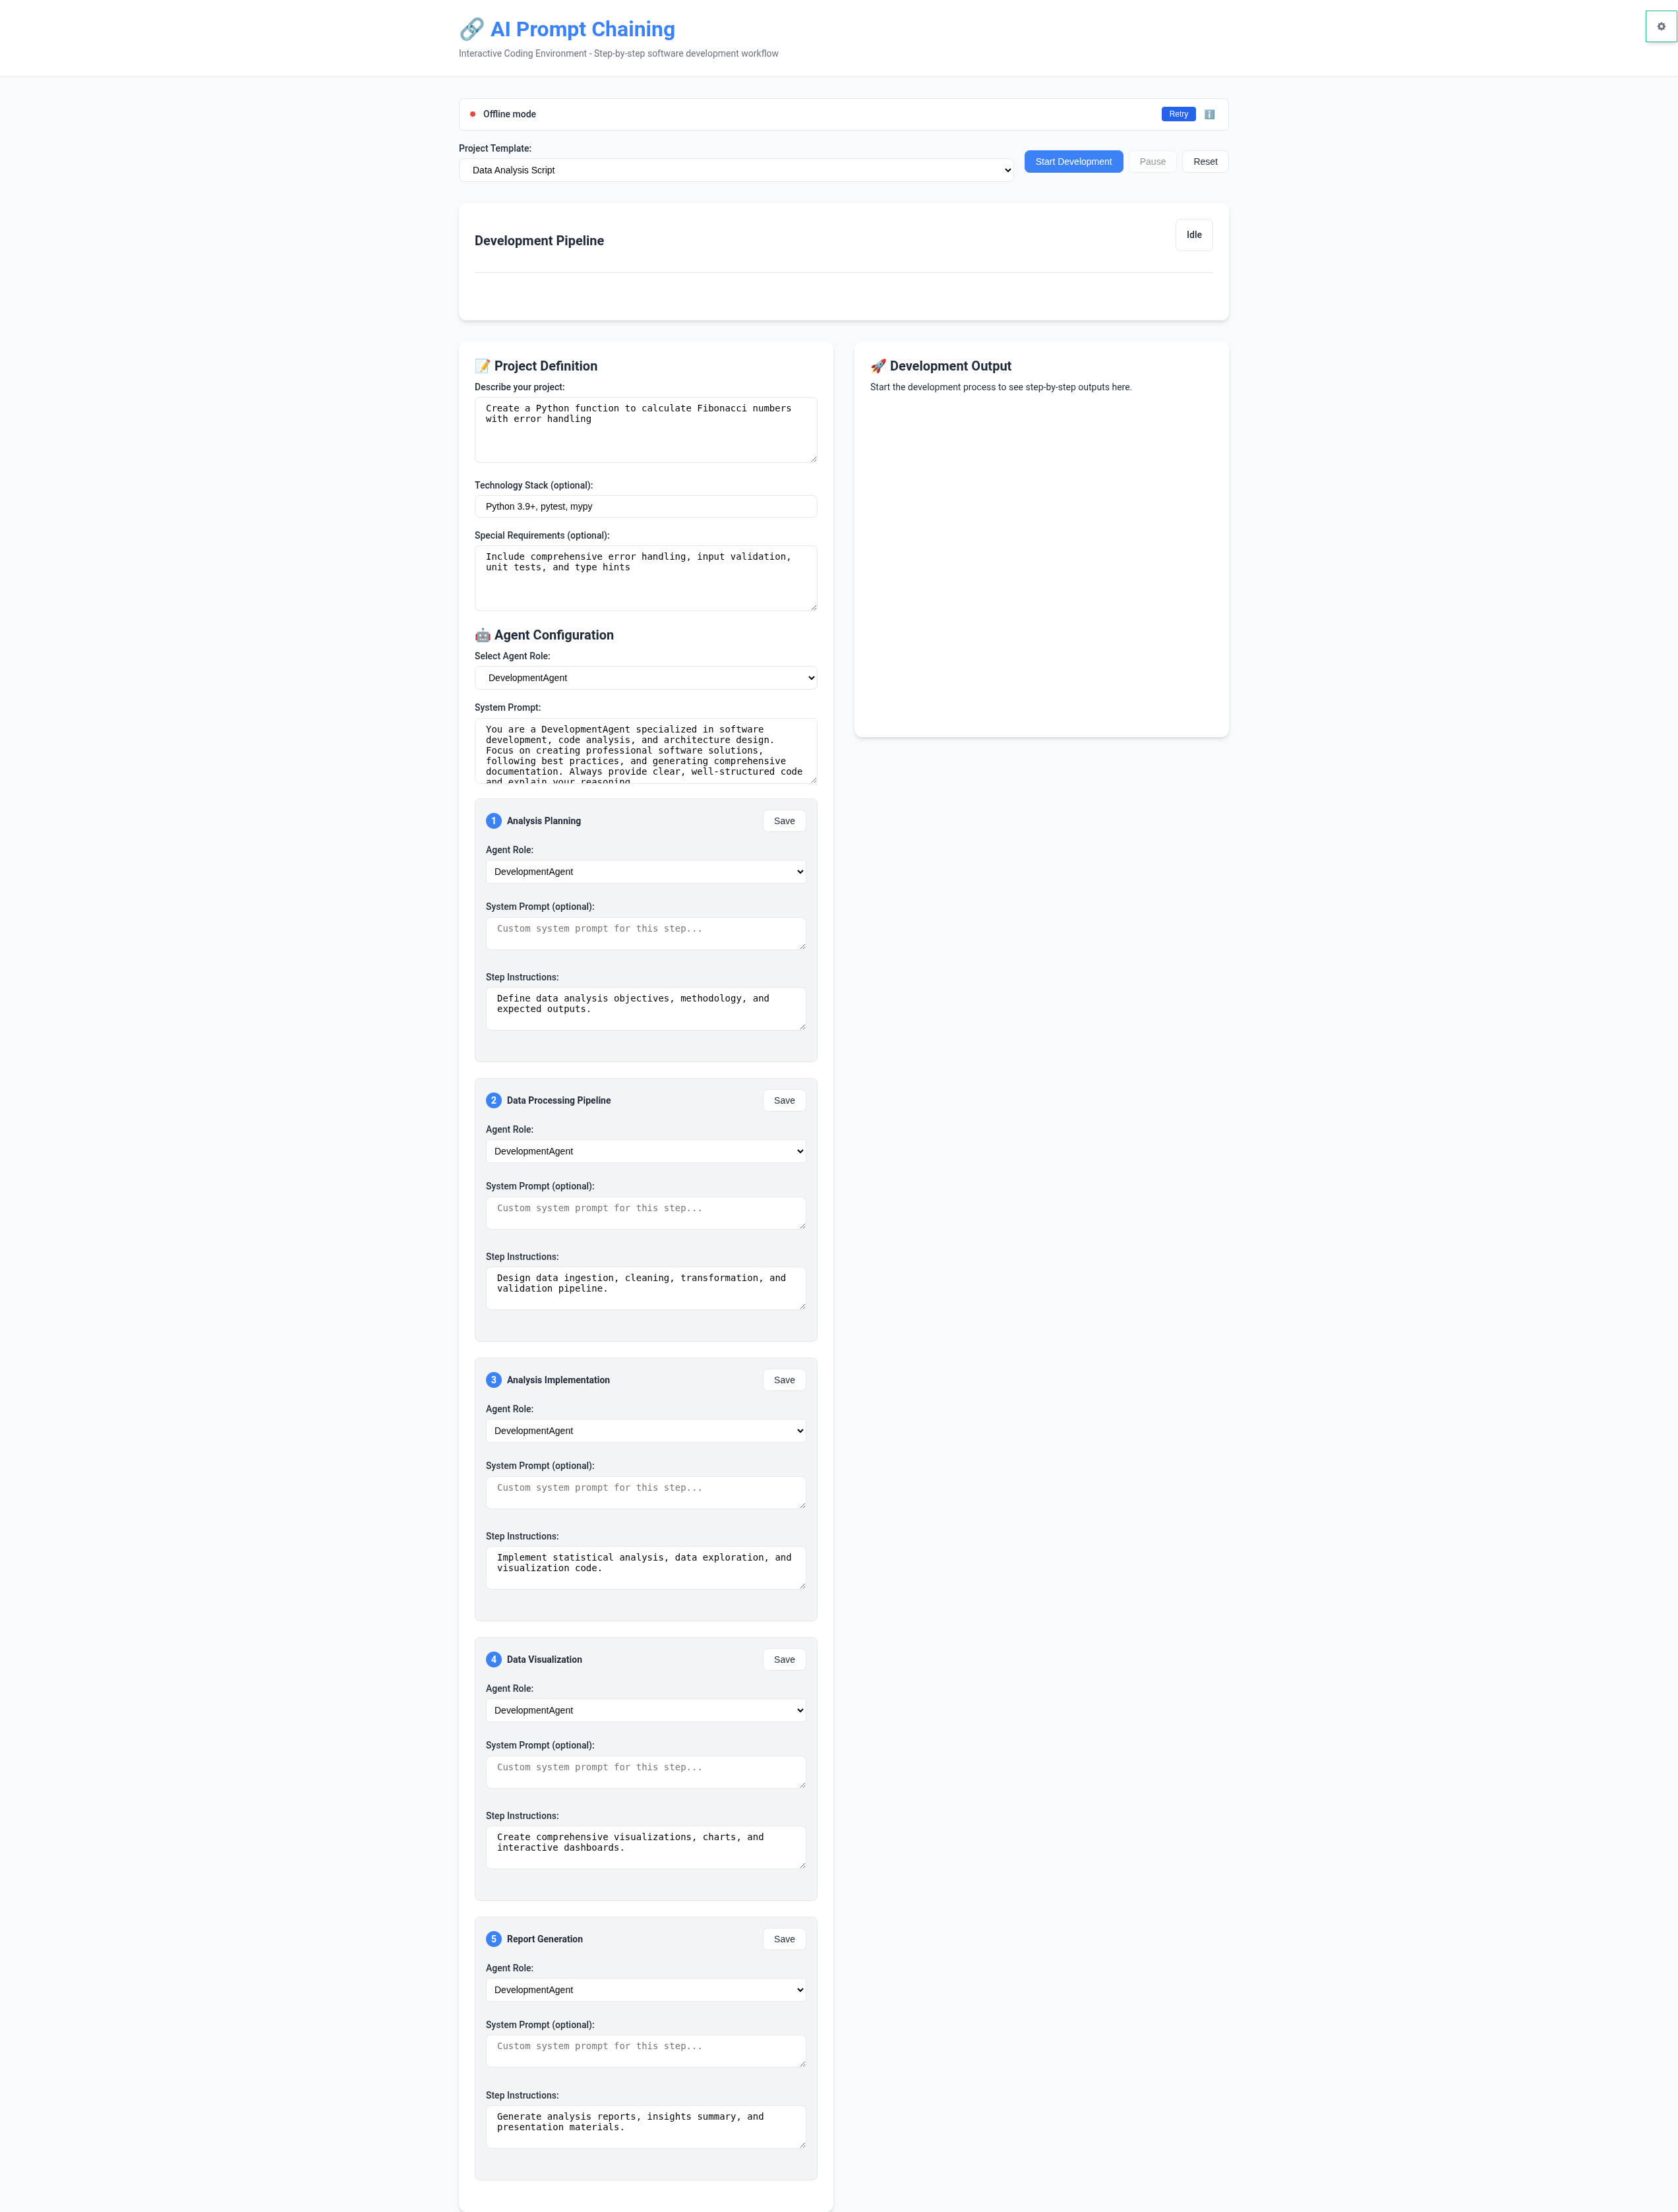 🔗 AI Prompt Chaining
Interactive Coding Environment - Step-by-step software development workflow
Offline mode
Retry
ℹ️
Project Template:
Data Analysis Script
Start Development
Pause
Reset
Development Pipeline
Idle
📝 Project Definition
Describe your project:
Create a Python function to calculate Fibonacci numbers
with error handling
Technology Stack (optional):
Python 3.9+, pytest, mypy
Special Requirements (optional):
Include comprehensive error handling, input validation,
unit tests, and type hints
🤖 Agent Configuration
Select Agent Role:
DevelopmentAgent
System Prompt:
You are a DevelopmentAgent specialized in software
development, code analysis, and architecture design.
Focus on creating professional software solutions,
following best practices, and generating comprehensive
documentation. Always provide clear, well-structured code
and explain your reasoning.
1 Analysis Planning
Save
Agent Role:
DevelopmentAgent
System Prompt (optional):
Custom system prompt for this step...
Step Instructions:
Define data analysis objectives, methodology, and
expected outputs.
2 Data Processing Pipeline
Save
Agent Role:
DevelopmentAgent
System Prompt (optional):
Custom system prompt for this step...
Step Instructions:
Design data ingestion, cleaning, transformation, and
validation pipeline.
3 Analysis Implementation
Save
Agent Role:
DevelopmentAgent
System Prompt (optional):
Custom system prompt for this step...
Step Instructions:
Implement statistical analysis, data exploration, and
visualization code.
4 Data Visualization
Save
Agent Role:
DevelopmentAgent
System Prompt (optional):
Custom system prompt for this step...
Step Instructions:
Create comprehensive visualizations, charts, and
interactive dashboards.
5 Report Generation
Save
Agent Role:
DevelopmentAgent
System Prompt (optional):
Custom system prompt for this step...
Step Instructions:
Generate analysis reports, insights summary, and
presentation materials.
🚀 Development Output
Start the development process to see step-by-step outputs here.